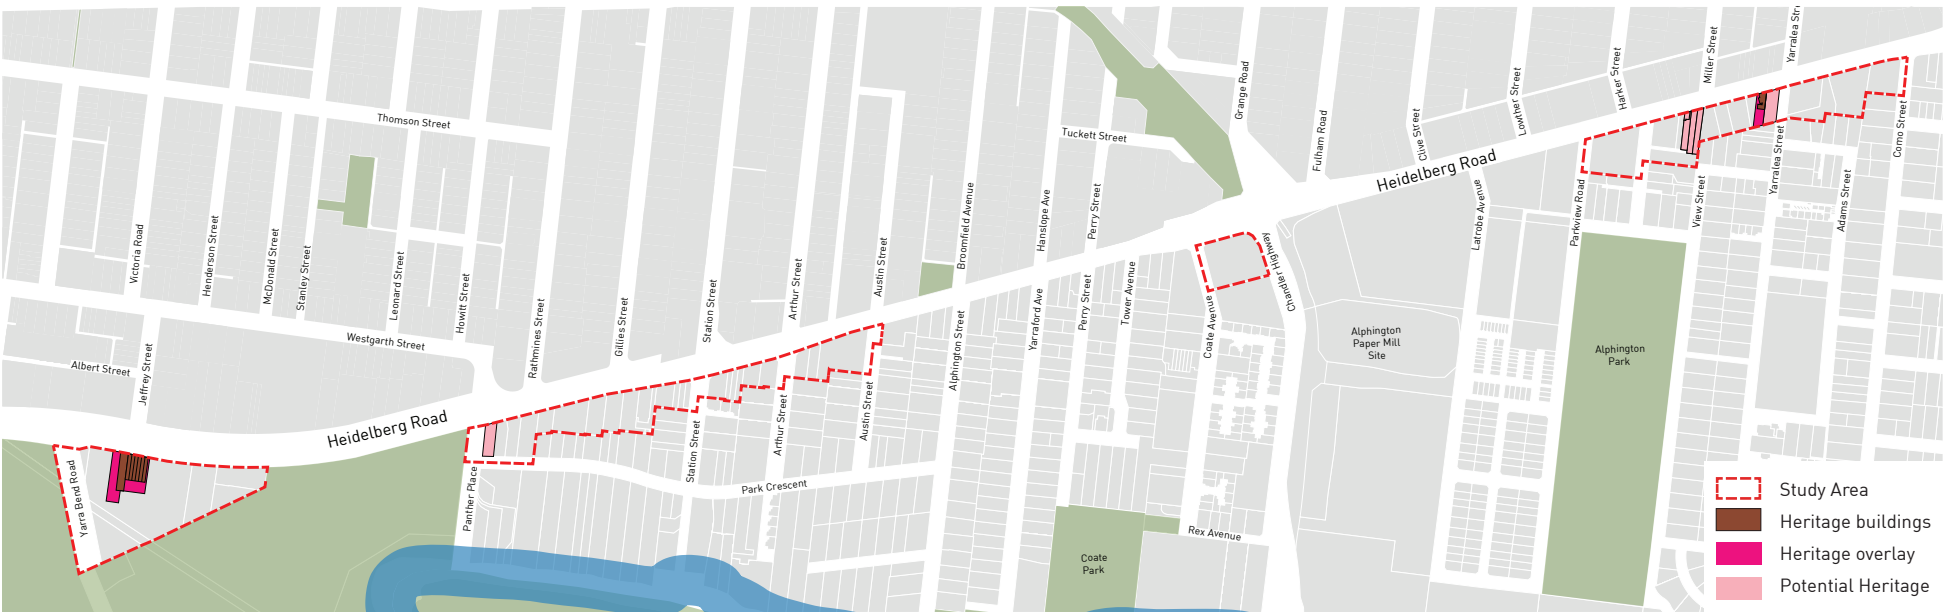 Thomson Street
Victoria Road
Henderson Street
McDonald Street
Stanley Street
Leonard Street
Howitt Street
Rathmines Street
Gillies Street
Station Street
Arthur Street
Austin Street
Broomfield Avenue
Hanslope Ave
Perry Street
Tuckett Street
Grange Road
Fulham Road
Clive Street
Lowther Street
Harker Street
Miller Street
Yarralea Str
Heidelberg Road
Westgarth Street
Albert Street
Jeffrey Street
Heidelberg Road
Yarra Bend Road
Panther Place
Station Street
Arthur Street
Austin Street
Park Crescent
Alphington Street
Yarraford Ave
Perry Street
Tower Avenue
Coate Avenue
Chandler Highway
Rex Avenue
Coate
Park
Alphington
Paper Mill
Site
Latrobe Avenue
Parkview Road
Alphington
Park
View Street
Yarralea Street
Adams Street
Como Street
Study Area
Heritage buildings
Heritage overlay
Potential Heritage